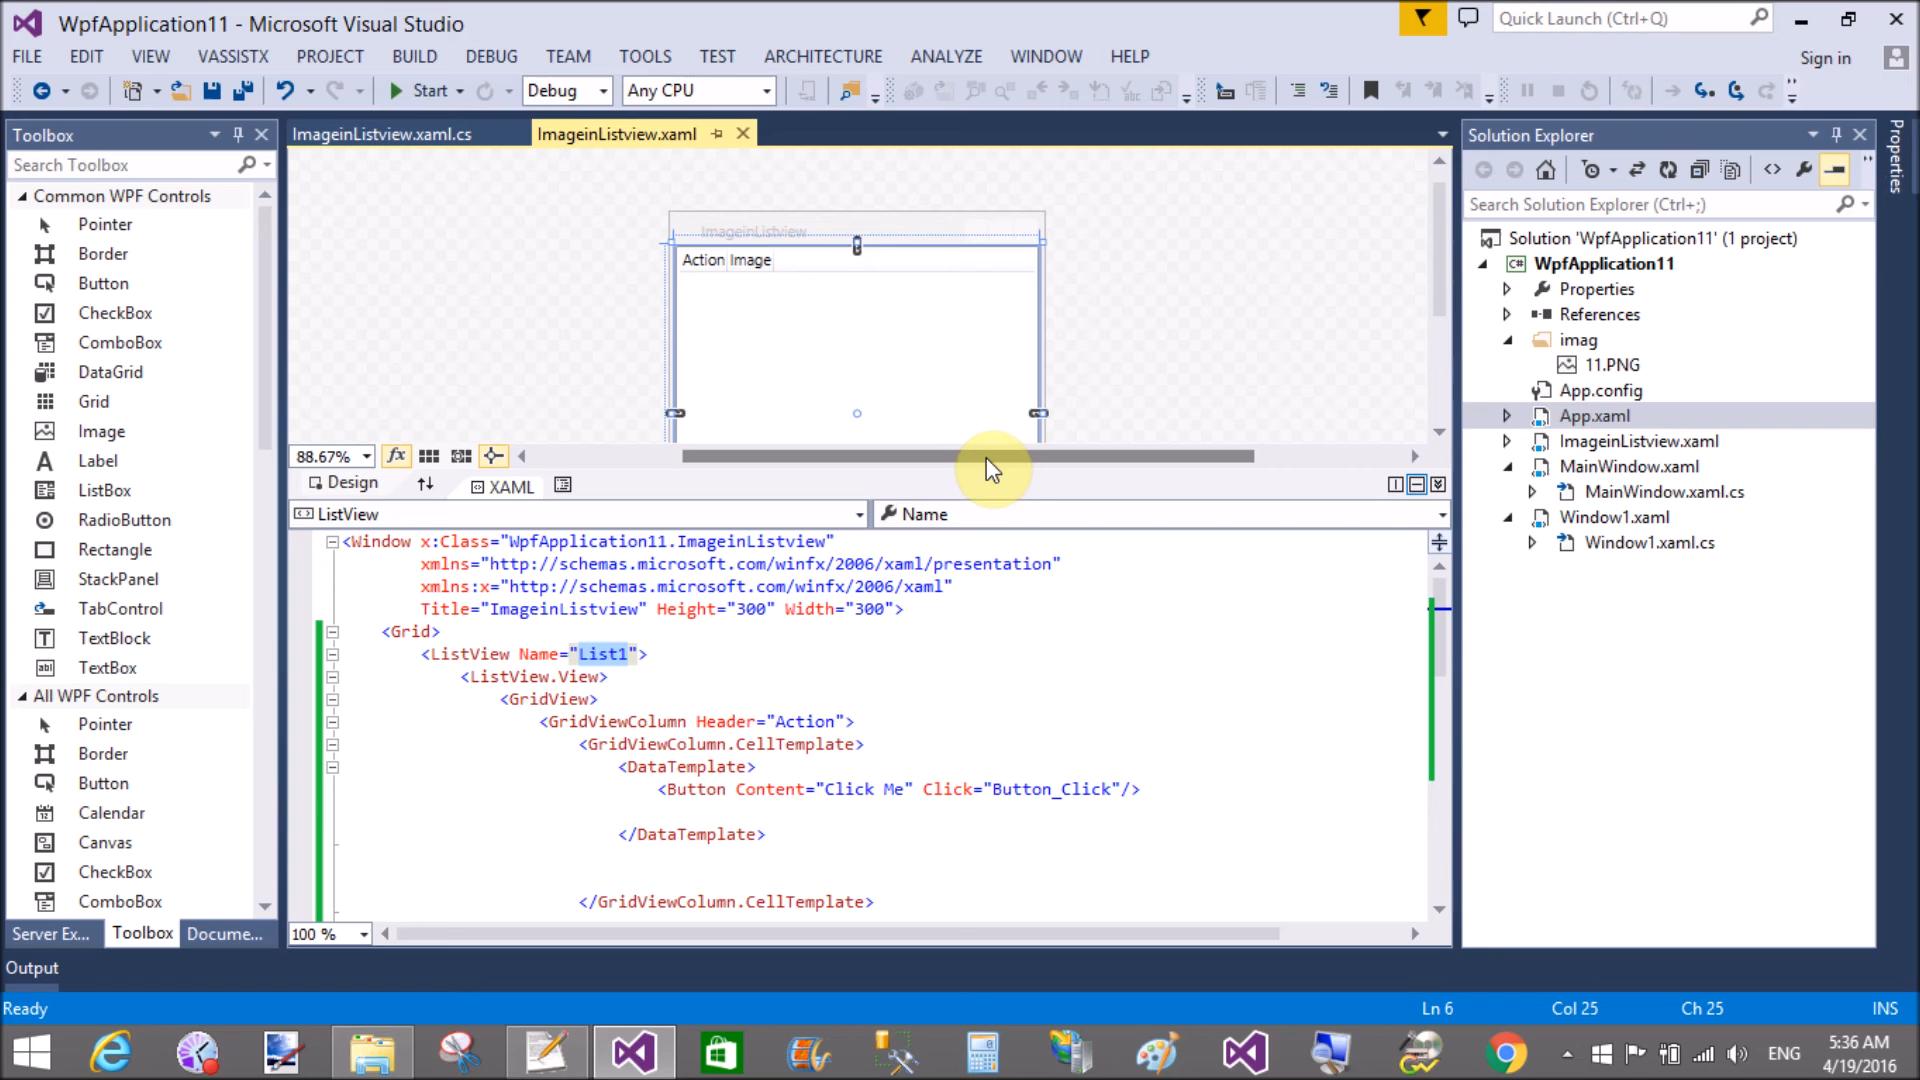 WpfApplication11 - Microsoft Visual Studio
Quick Launch (Ctrl+Q)
FILE EDIT VIEW VASSISTX PROJECT BUILD DEBUG TEAM TOOLS TEST ARCHITECTURE ANALYZE WINDOW HELP
Sign in
Start Debug Any CPU
Toolbox
Search Toolbox
Common WPF Controls
Pointer
Border
Button
CheckBox
ComboBox
DataGrid
Grid
Image
Label
ListBox
RadioButton
Rectangle
StackPanel
TabControl
TextBlock
TextBox
All WPF Controls
Pointer
Border
Button
Calendar
Canvas
CheckBox
ComboBox
Server Ex... Toolbox Docume...
ImageinListview.xaml.cs ImageinListview.xaml
ImageinListview
Action Image
88.67%
Design XAML
ListView Name
<Window x:Class="WpfApplication11.ImageinListview"
xmlns="http://schemas.microsoft.com/winfx/2006/xaml/presentation"
xmlns:x="http://schemas.microsoft.com/winfx/2006/xaml"
Title="ImageinListview" Height="300" Width="300">
<Grid>
<ListView Name="List1">
<ListView.View>
<GridView>
<GridViewColumn Header="Action">
<GridViewColumn.CellTemplate>
<DataTemplate>
<Button Content="Click Me" Click="Button_Click"/>
</DataTemplate>
</GridViewColumn.CellTemplate>
100 %
Solution Explorer
Search Solution Explorer (Ctrl+;)
Solution 'WpfApplication11' (1 project)
C# WpfApplication11
Properties
References
imag
11.PNG
App.config
App.xaml
ImageinListview.xaml
MainWindow.xaml
MainWindow.xaml.cs
Window1.xaml
Window1.xaml.cs
Properties
Output
Ready
Ln 6 Col 25 Ch 25 INS
ENG
5:36 AM
4/19/2016